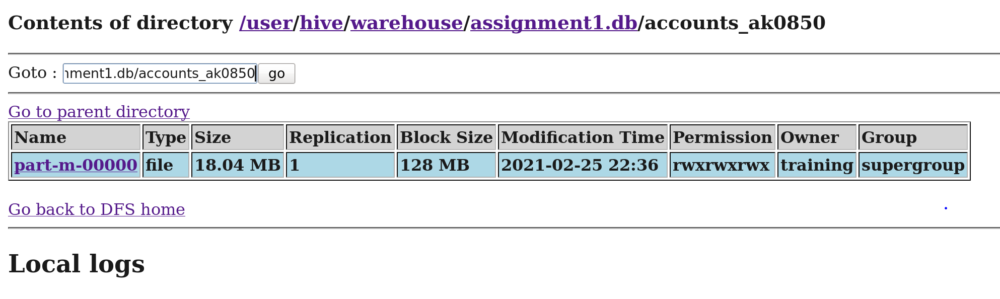 Contents of directory /user/hive/warehouse/assignment1.db/accounts_ak0850
Goto : nment1.db/accounts_ak0850 go
Go to parent directory
Name Type Size Replication Block Size Modification Time Permission Owner Group
part-m-00000 file 18.04 MB 1 128 MB 2021-02-25 22:36 rwxrwxrwx training supergroup
Go back to DFS home
Local logs